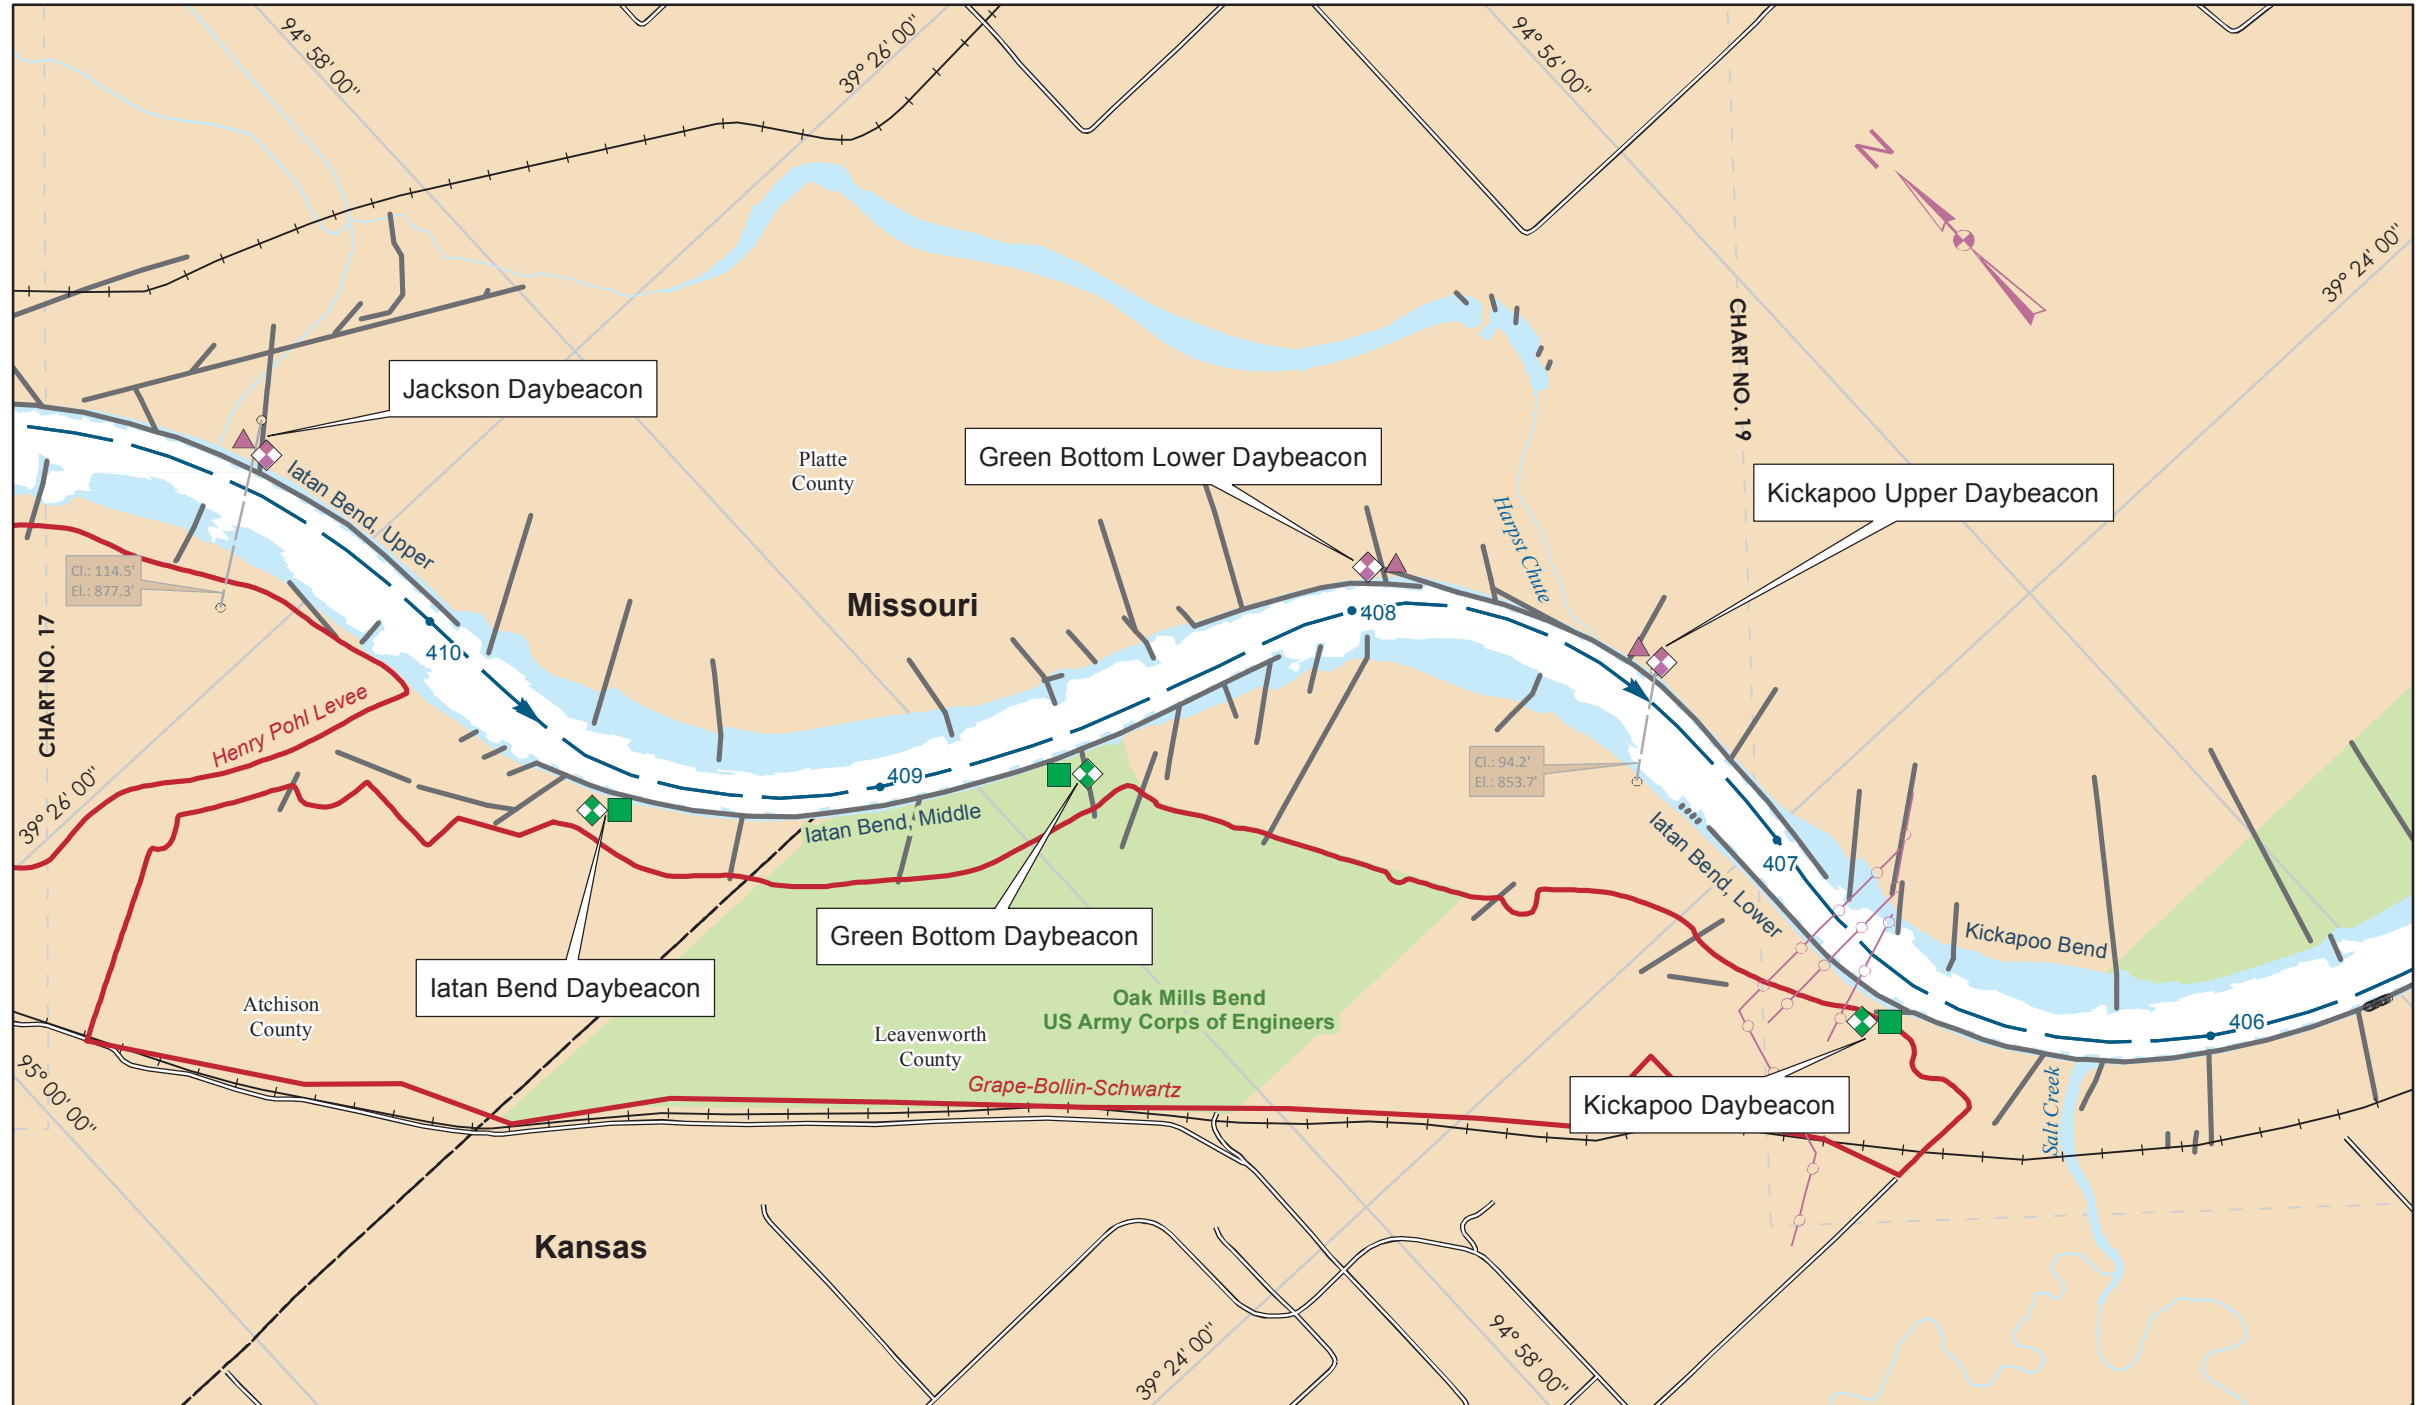 94° 58' 00"
39° 26' 00"
94° 56' 00"
N
39° 24' 00"
CHART NO. 19
Jackson Daybeacon
Platte
County
Green Bottom Lower Daybeacon
Kickapoo Upper Daybeacon
Iatan Bend, Upper
Harpst Chute
Cl.: 114.5'
El.: 877.3'
Missouri
408
410
CHART NO. 17
Henry Pohl Levee
409
Cl.: 94.2'
El.: 853.7'
39° 26' 00"
Iatan Bend, Middle
Iatan Bend, Lower
407
Green Bottom Daybeacon
Kickapoo Bend
Iatan Bend Daybeacon
Atchison
County
Oak Mills Bend
US Army Corps of Engineers
Leavenworth
County
406
95° 00' 00"
Grape-Bollin-Schwartz
Kickapoo Daybeacon
Salt Creek
Kansas
39° 24' 00"
94° 58' 00"